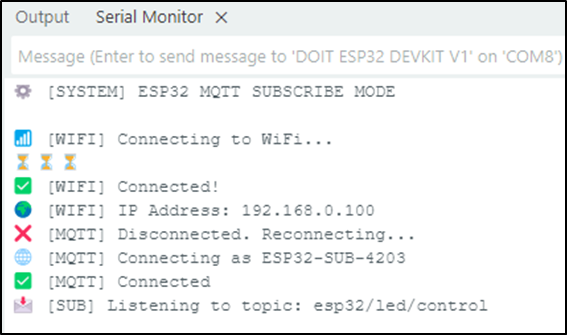 Output Serial Monitor
Message (Enter to send message to 'DOIT ESP32 DEVKIT V1' on 'COM8')
⚙️ [SYSTEM] ESP32 MQTT SUBSCRIBE MODE
📶 [WIFI] Connecting to WiFi...
⏳ ⏳ ⏳
✅ [WIFI] Connected!
🌍 [WIFI] IP Address: 192.168.0.100
❌ [MQTT] Disconnected. Reconnecting...
🌐 [MQTT] Connecting as ESP32-SUB-4203
✅ [MQTT] Connected
📩 [SUB] Listening to topic: esp32/led/control